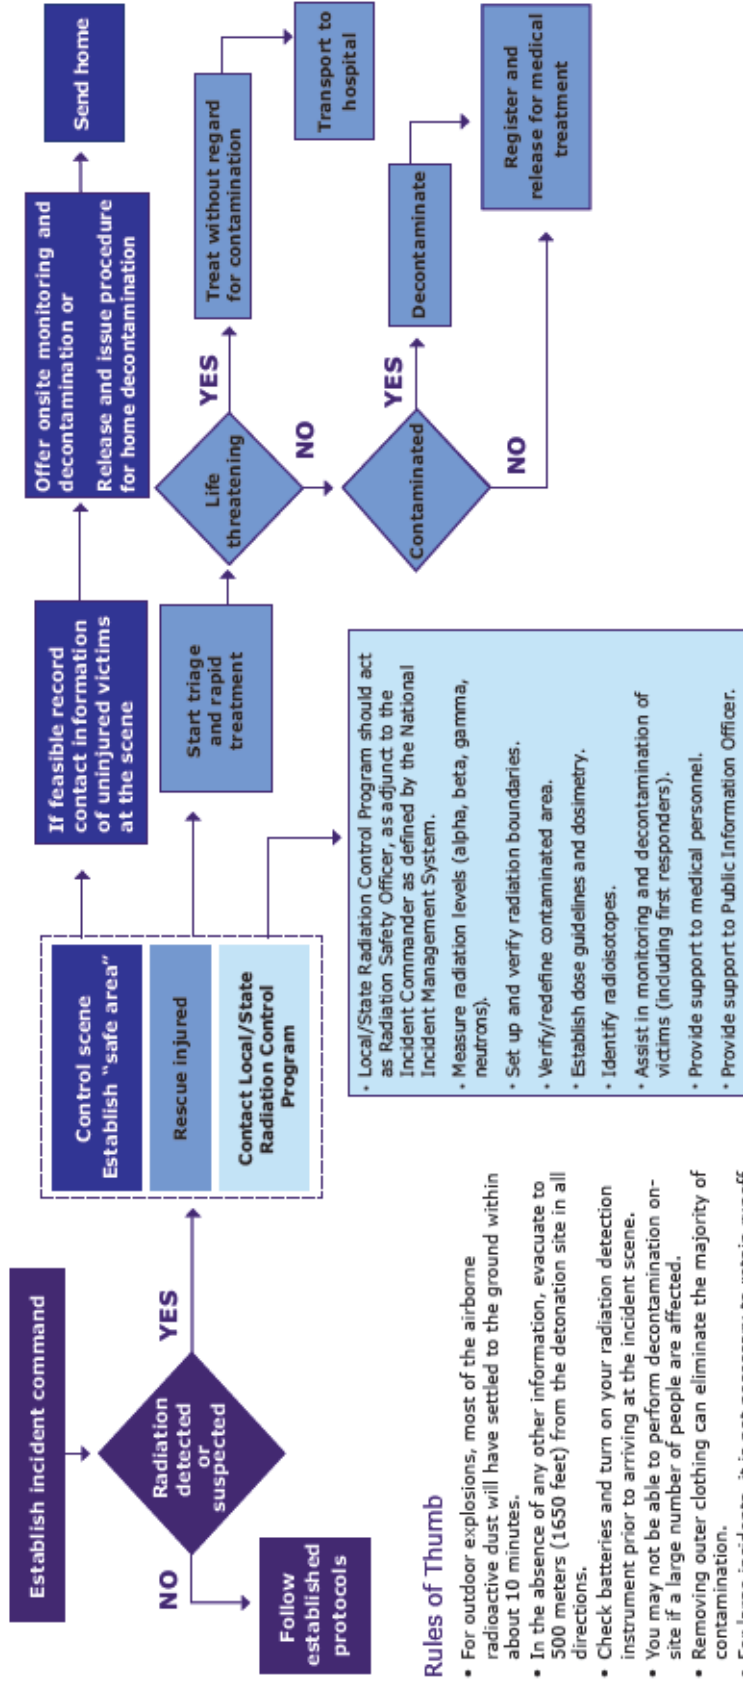 Establish incident command
Radiation
detected
or
suspected
NO
YES
Follow
established
protocols
Control scene
Establish “safe area”
Rescue injured
Contact Local/State
Radiation Control
Program
If feasible record
contact information
of uninjured victims
at the scene
Offer onsite monitoring and
decontamination or
Release and issue procedure
for home decontamination
Send home
Start triage
and rapid
treatment
Life
threatening
YES
NO
Treat without regard
for contamination
Transport to
hospital
Contaminated
YES
NO
Decontaminate
Register and
release for medical
treatment
• Local/State Radiation Control Program should act
as Radiation Safety Officer, as adjunct to the
Incident Commander as defined by the National
Incident Management System.
• Measure radiation levels (alpha, beta, gamma,
neutrons).
• Set up and verify radiation boundaries.
• Verify/redefine contaminated area.
• Establish dose guidelines and dosimetry.
• Identify radioisotopes.
• Assist in monitoring and decontamination of
victims (including first responders).
• Provide support to medical personnel.
• Provide support to Public Information Officer.
Rules of Thumb
• For outdoor explosions, most of the airborne
radioactive dust will have settled to the ground within
about 10 minutes.
• In the absence of any other information, evacuate to
500 meters (1650 feet) from the detonation site in all
directions.
• Check batteries and turn on your radiation detection
instrument prior to arriving at the incident scene.
• You may not be able to perform decontamination on-
site if a large number of people are affected.
• Removing outer clothing can eliminate the majority of
contamination.